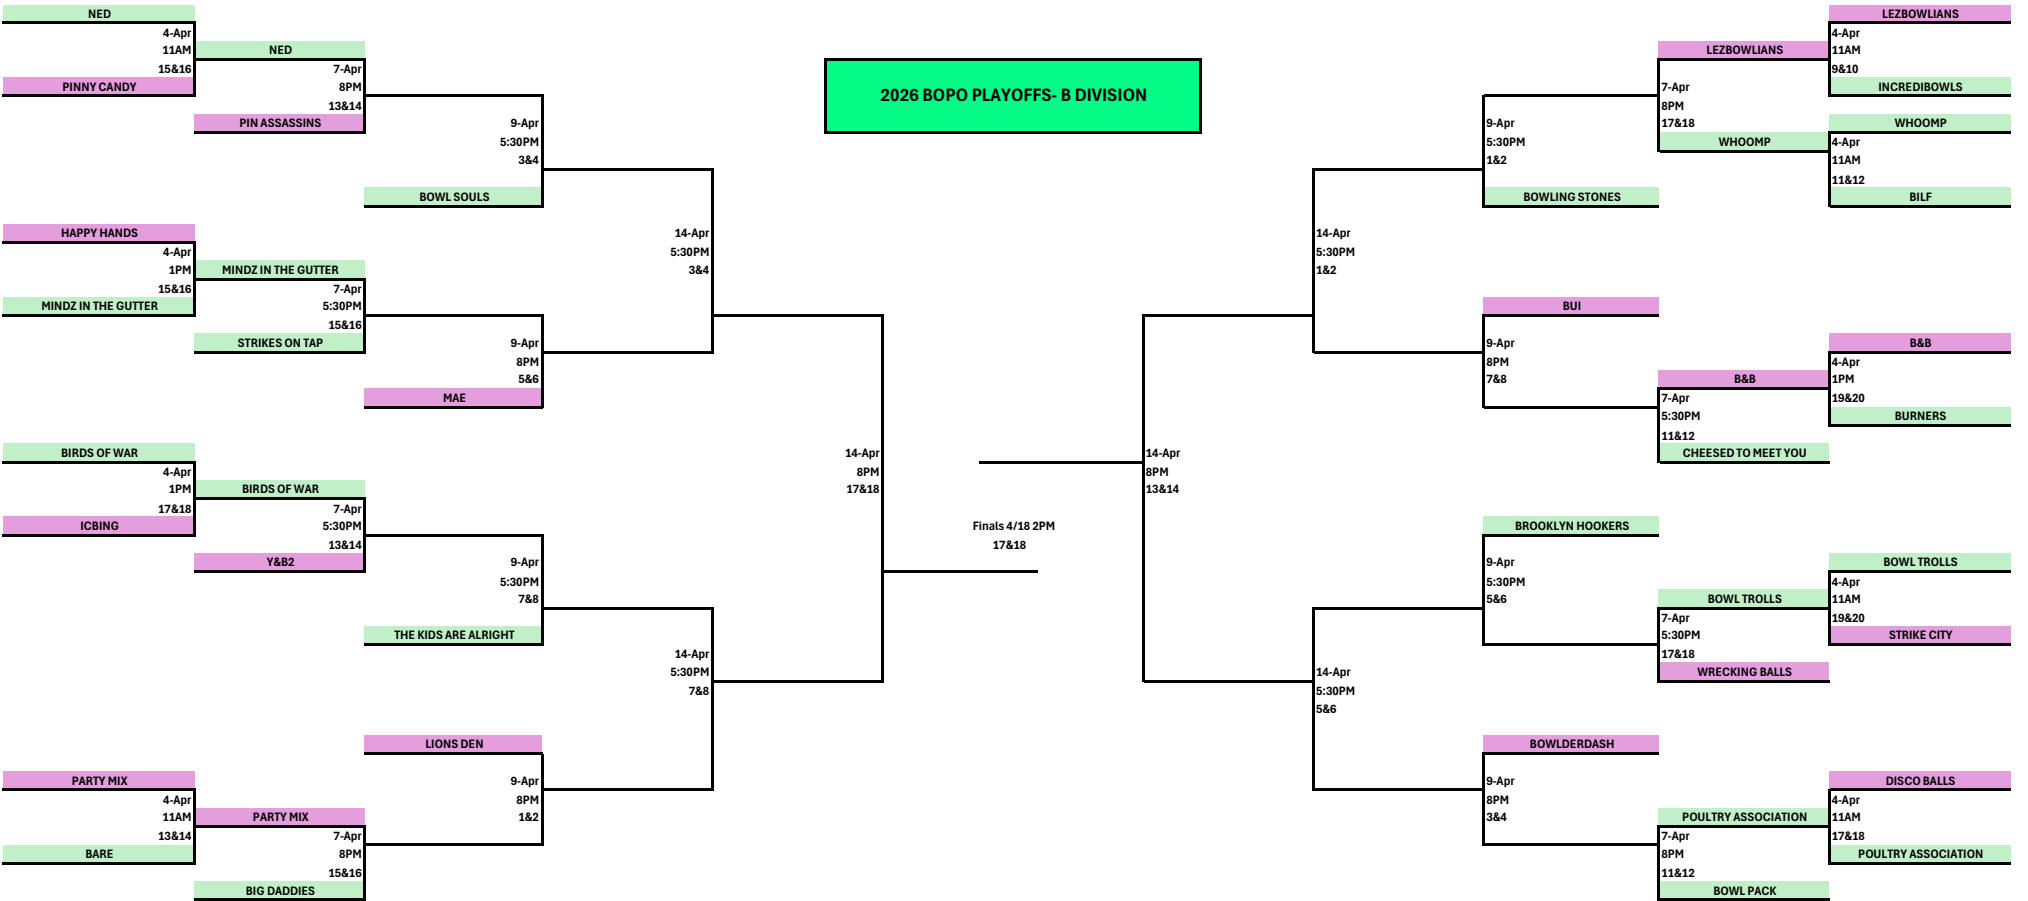 2026 BOPO PLAYOFFS- B DIVISION
NED
4-Apr
11AM
15&16
PINNY CANDY
NED
7-Apr
8PM
13&14
PIN ASSASSINS
9-Apr
5:30PM
3&4
BOWL SOULS
HAPPY HANDS
4-Apr
1PM
15&16
MINDZ IN THE GUTTER
MINDZ IN THE GUTTER
7-Apr
5:30PM
15&16
STRIKES ON TAP
9-Apr
8PM
5&6
MAE
14-Apr
5:30PM
3&4
BIRDS OF WAR
4-Apr
1PM
17&18
ICBING
BIRDS OF WAR
7-Apr
5:30PM
13&14
Y&B2
9-Apr
5:30PM
7&8
THE KIDS ARE ALRIGHT
LIONS DEN
9-Apr
8PM
1&2
PARTY MIX
4-Apr
11AM
13&14
BARE
PARTY MIX
7-Apr
8PM
15&16
BIG DADDIES
14-Apr
5:30PM
7&8
14-Apr
8PM
17&18
Finals 4/18 2PM
17&18
14-Apr
8PM
13&14
14-Apr
5:30PM
1&2
9-Apr
5:30PM
1&2
BOWLING STONES
LEZBOWLIANS
7-Apr
8PM
17&18
WHOOMP
LEZBOWLIANS
4-Apr
11AM
9&10
INCREDIBOWLS
WHOOMP
4-Apr
11AM
11&12
BILF
BUI
9-Apr
8PM
7&8
B&B
7-Apr
5:30PM
11&12
CHEESED TO MEET YOU
B&B
4-Apr
1PM
19&20
BURNERS
14-Apr
5:30PM
5&6
BROOKLYN HOOKERS
9-Apr
5:30PM
5&6
BOWL TROLLS
7-Apr
5:30PM
17&18
WRECKING BALLS
BOWL TROLLS
4-Apr
11AM
19&20
STRIKE CITY
BOWLDERDASH
9-Apr
8PM
3&4
POULTRY ASSOCIATION
7-Apr
8PM
11&12
BOWL PACK
DISCO BALLS
4-Apr
11AM
17&18
POULTRY ASSOCIATION